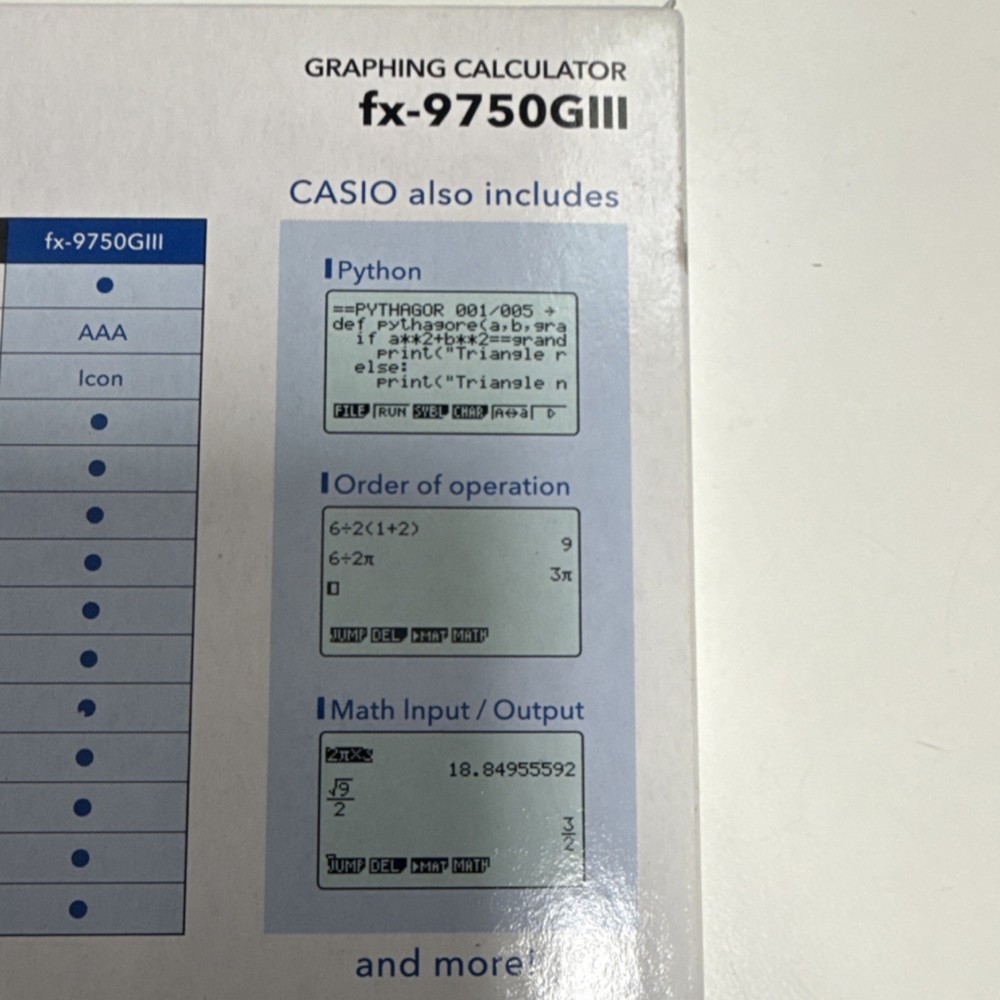 GRAPHING CALCULATOR
fx-9750GIII
CASIO also includes
fx-9750GIII
AAA
Icon
Python
==PYTHAGOR 001/005 →
def pythagore(a,b,gra
if a**2+b**2==grand
print("Triangle r
else:
print("Triangle n
FILE RUN SYBL CHAR A⇔a ▷
Order of operation
6÷2(1+2)
9
6÷2π
3π
JUMP DEL ▶MAT MATH
Math Input / Output
2π×3
18.84955592
√9
2
3
2
JUMP DEL ▶MAT MATH
and more!